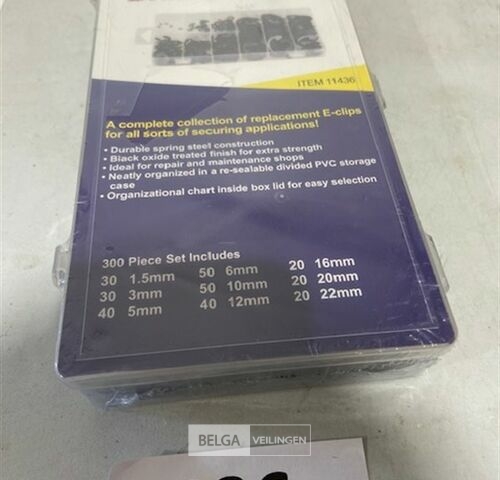 ITEM 11436
A complete collection of replacement E-clips
for all sorts of securing applications!
• Durable spring steel construction
• Black oxide treated finish for extra strength
• Ideal for repair and maintenance shops
• Neatly organized in a re-sealable divided PVC storage
case
• Organizational chart inside box lid for easy selection
300 Piece Set Includes
30 1.5mm 50 6mm 20 16mm
30 3mm 50 10mm 20 20mm
40 5mm 40 12mm 20 22mm
BELGA VEILINGEN